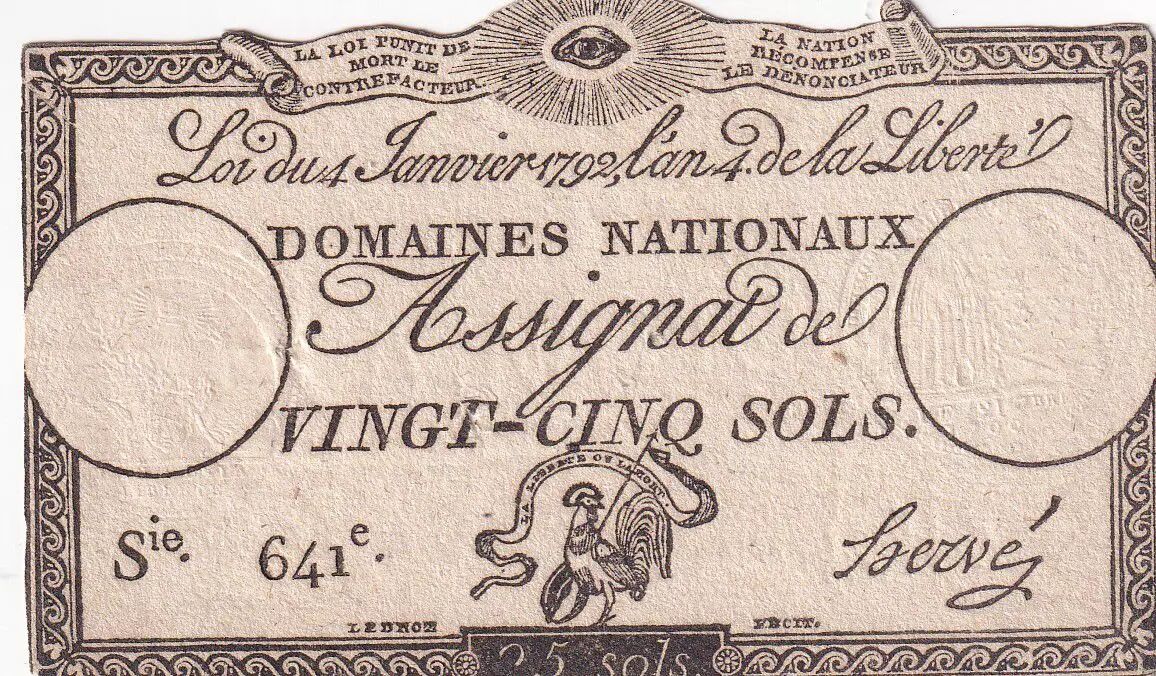 LA LOI PUNIT DE
MORT LE
CONTREFACTEUR.
LA NATION
RÉCOMPENSE
LE DENONCIATEUR
Loi du 4 Janvier 1792, l'an 4. de la Liberté
DOMAINES NATIONAUX
Assignat de
VINGT-CINQ SOLS.
LA LIBERTÉ OU LA MORT.
Sie. 641e.
Hervé
FECIT.
25 sols.